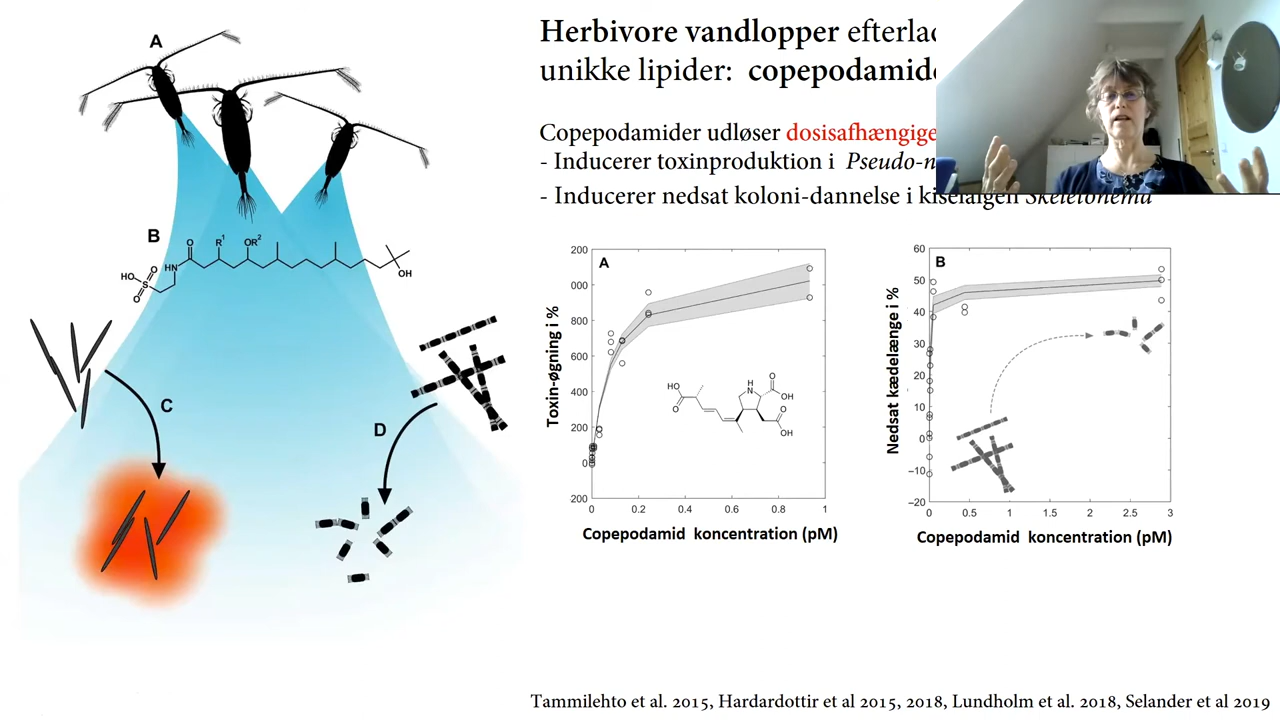 Herbivore vandlopper
unikke lipider:
Copepodamider udløser dosisafhængige
- Inducerer toxinproduktion i
- Inducerer nedsat koloni-dannelse i kiselalgen Skeletonema
A
B
O
R¹
OR²
HN
HO
O
S
O
OH
C
D
A
Toxin-øgning i %
200
000
800
600
400
200
0
200
0
0.2
0.4
0.6
0.8
1
HO
O
H
N
O
OH
O
OH
Copepodamid koncentration (pM)
B
Nedsat kædelænge i %
60
50
40
30
20
10
0
−10
−20
0
0.5
1
1.5
2
2.5
3
Copepodamid koncentration (pM)
Tammilehto et al. 2015, Hardardottir et al 2015, 2018, Lundholm et al. 2018, Selander et al 2019